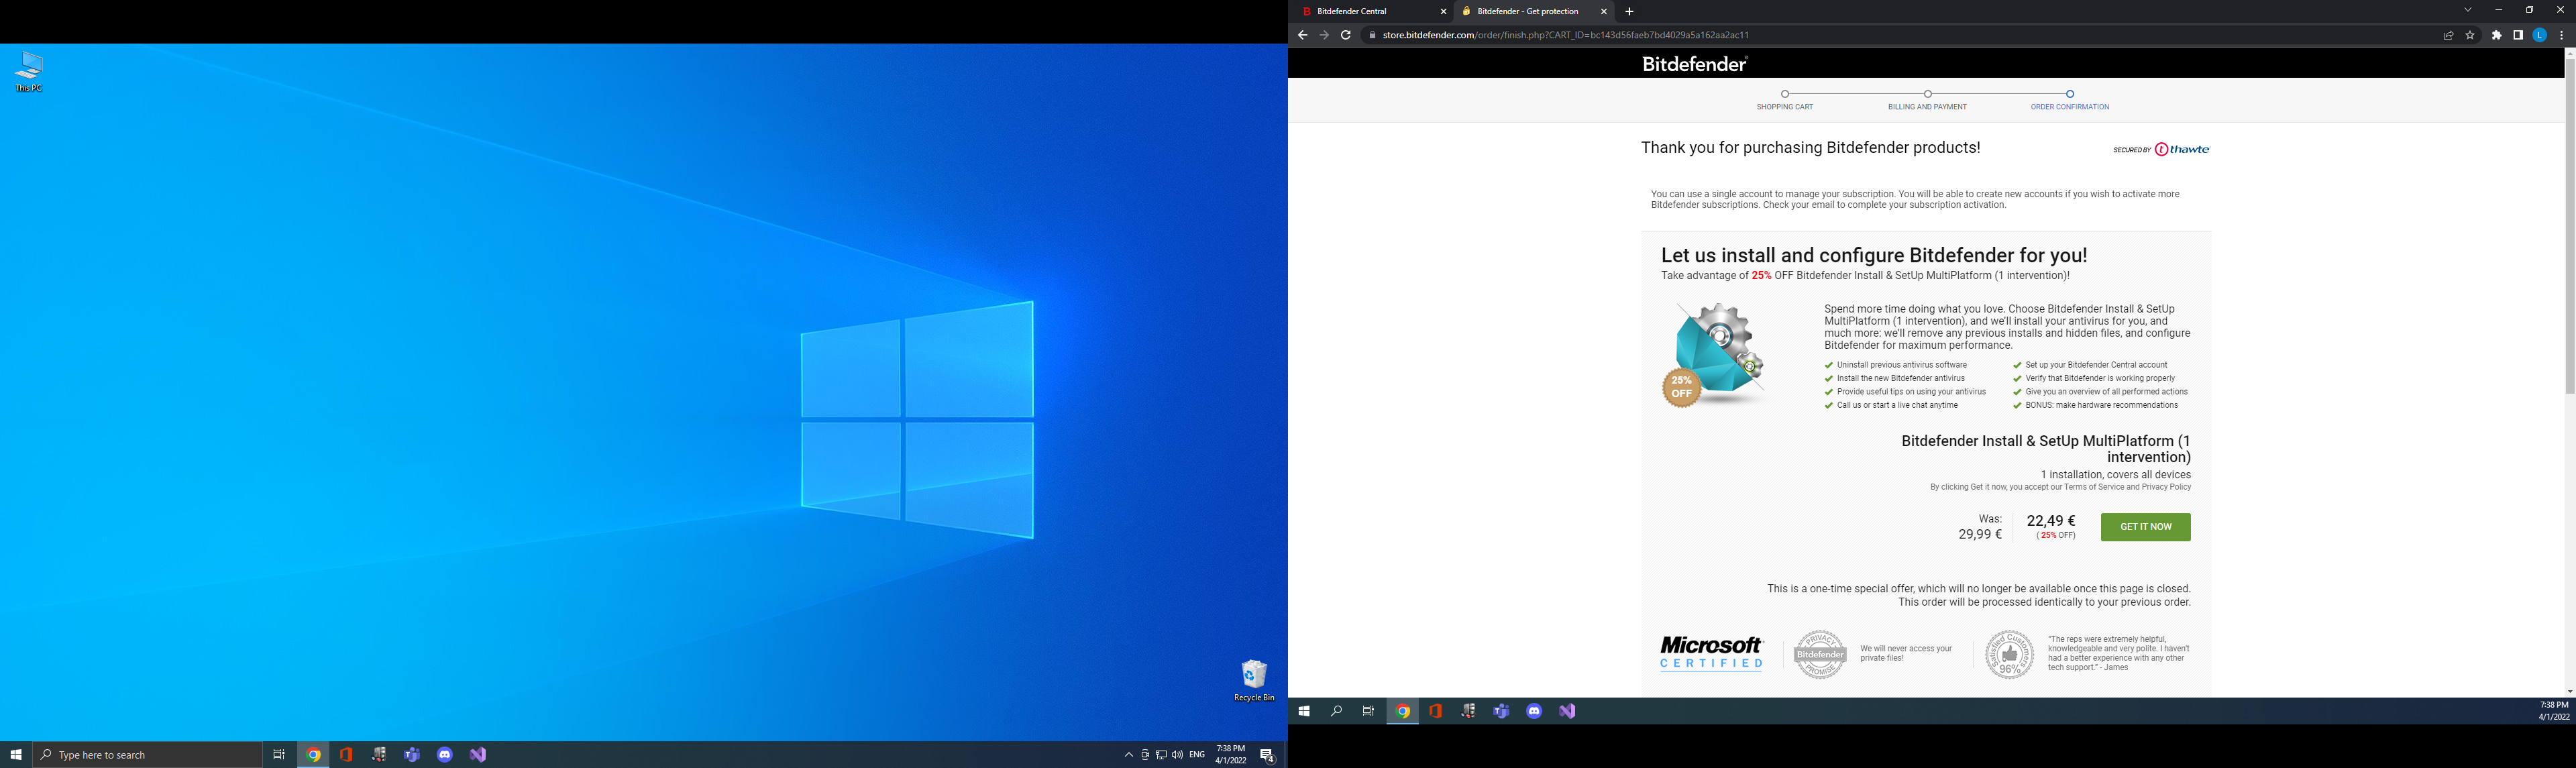 This PC
Recycle Bin
Type here to search
ENG
7:38 PM
4/1/2022
4
Bitdefender Central
Bitdefender - Get protection
store.bitdefender.com/order/finish.php?CART_ID=bc143d56faeb7bd4029a5a162aa2ac11
L
Bitdefender
SHOPPING CART
BILLING AND PAYMENT
ORDER CONFIRMATION
Thank you for purchasing Bitdefender products!
SECURED BY thawte
You can use a single account to manage your subscription. You will be able to create new accounts if you wish to activate more
Bitdefender subscriptions. Check your email to complete your subscription activation.
Let us install and configure Bitdefender for you!
Take advantage of 25% OFF Bitdefender Install & SetUp MultiPlatform (1 intervention)!
25%
OFF
Spend more time doing what you love. Choose Bitdefender Install & SetUp
MultiPlatform (1 intervention), and we'll install your antivirus for you, and
much more: we'll remove any previous installs and hidden files, and configure
Bitdefender for maximum performance.
Uninstall previous antivirus software
Install the new Bitdefender antivirus
Provide useful tips on using your antivirus
Call us or start a live chat anytime
Set up your Bitdefender Central account
Verify that Bitdefender is working properly
Give you an overview of all performed actions
BONUS: make hardware recommendations
Bitdefender Install & SetUp MultiPlatform (1
intervention)
1 installation, covers all devices
By clicking Get it now, you accept our Terms of Service and Privacy Policy
Was:
29,99 €
22,49 €
( 25% OFF)
GET IT NOW
This is a one-time special offer, which will no longer be available once this page is closed.
This order will be processed identically to your previous order.
Microsoft
CERTIFIED
PRIVACY
Bitdefender
PROMISE
We will never access your
private files!
Satisfied Customers
96%
"The reps were extremely helpful,
knowledgeable and very polite. I haven't
had a better experience with any other
tech support." - James
7:38 PM
4/1/2022